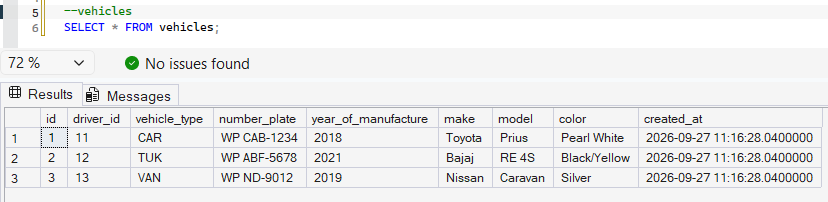 5 --vehicles
6 SELECT * FROM vehicles;
72 % No issues found
Results Messages
id driver_id vehicle_type number_plate year_of_manufacture make model color created_at
1 1 11 CAR WP CAB-1234 2018 Toyota Prius Pearl White 2026-09-27 11:16:28.0400000
2 2 12 TUK WP ABF-5678 2021 Bajaj RE 4S Black/Yellow 2026-09-27 11:16:28.0400000
3 3 13 VAN WP ND-9012 2019 Nissan Caravan Silver 2026-09-27 11:16:28.0400000